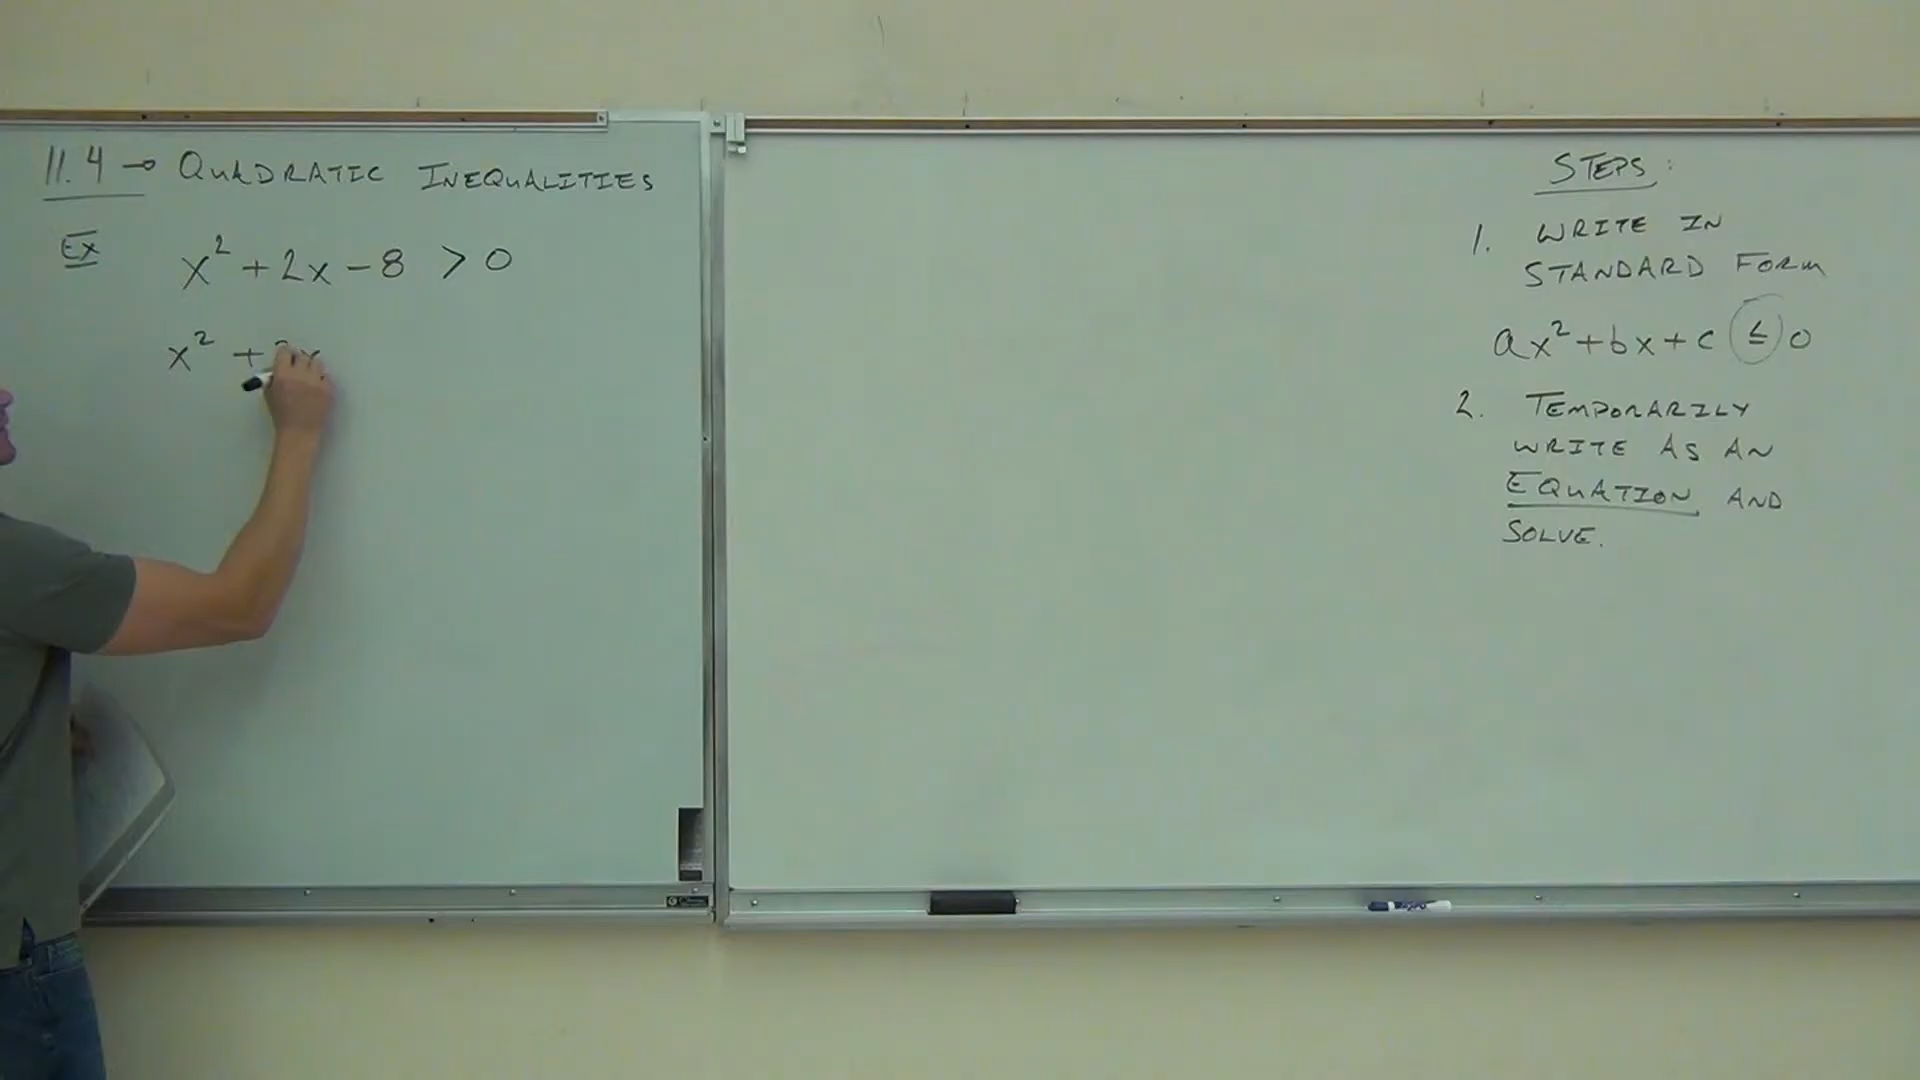 11.4 → QUADRATIC INEQUALITIES
Ex x² + 2x - 8 > 0
x² + 2x
STEPS:
1. WRITE IN
STANDARD FORM
ax² + bx + c ≤ 0
2. TEMPORARILY
WRITE AS AN
EQUATION AND
SOLVE.